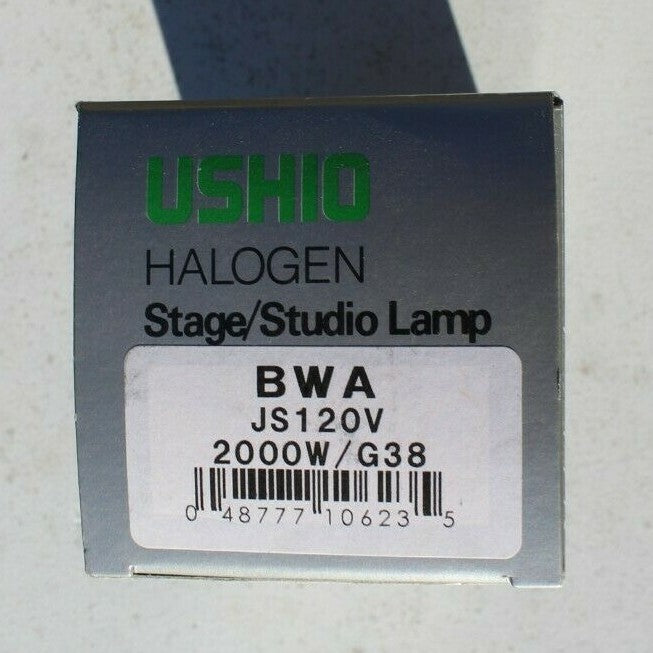 USHIO
HALOGEN
Stage/Studio Lamp
BWA
JS120V
2000W/G38
0 48777 10623 5